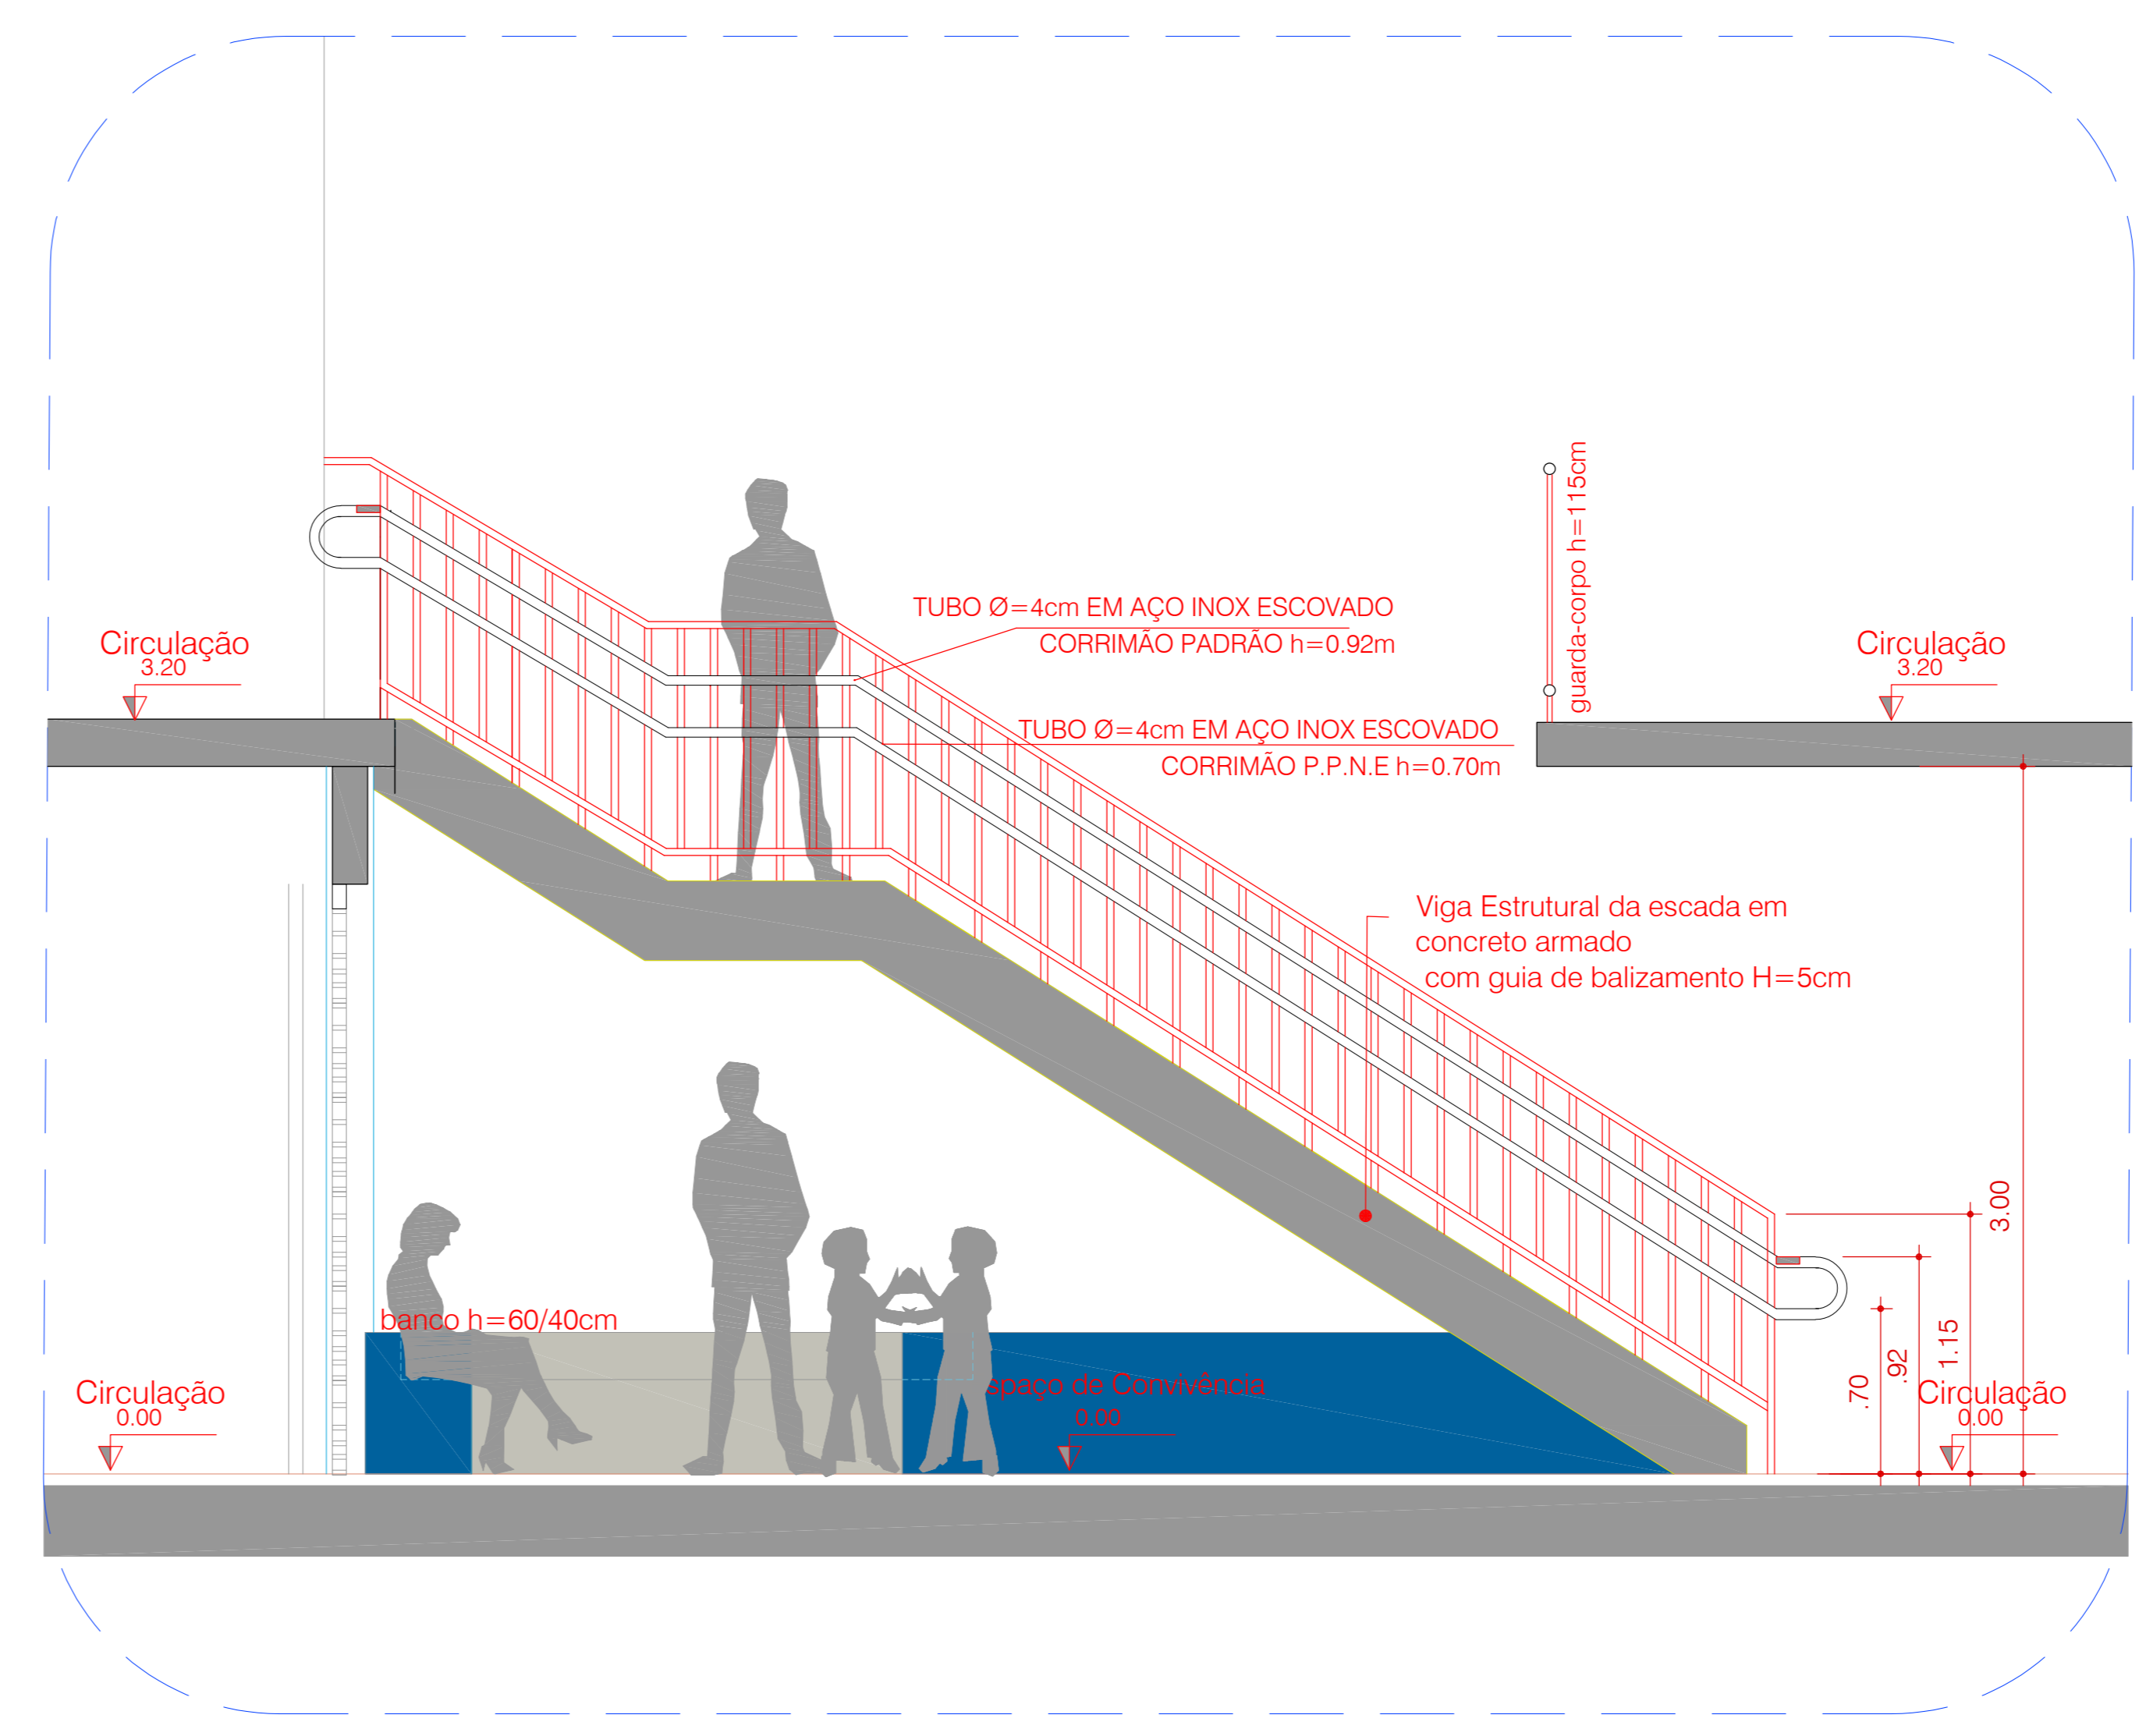 guarda-corpo h=115cm
TUBO Ø=4cm EM AÇO INOX ESCOVADO
CORRIMÃO PADRÃO h=0.92m
Circulação
3.20
Circulação
3.20
TUBO Ø=4cm EM AÇO INOX ESCOVADO
CORRIMÃO P.P.N.E h=0.70m
Viga Estrutural da escada em
concreto armado
com guia de balizamento H=5cm
3.00
1.15
.92
.70
banco h=60/40cm
Circulação
0.00
spaço de Convivência
0.00
Circulação
0.00